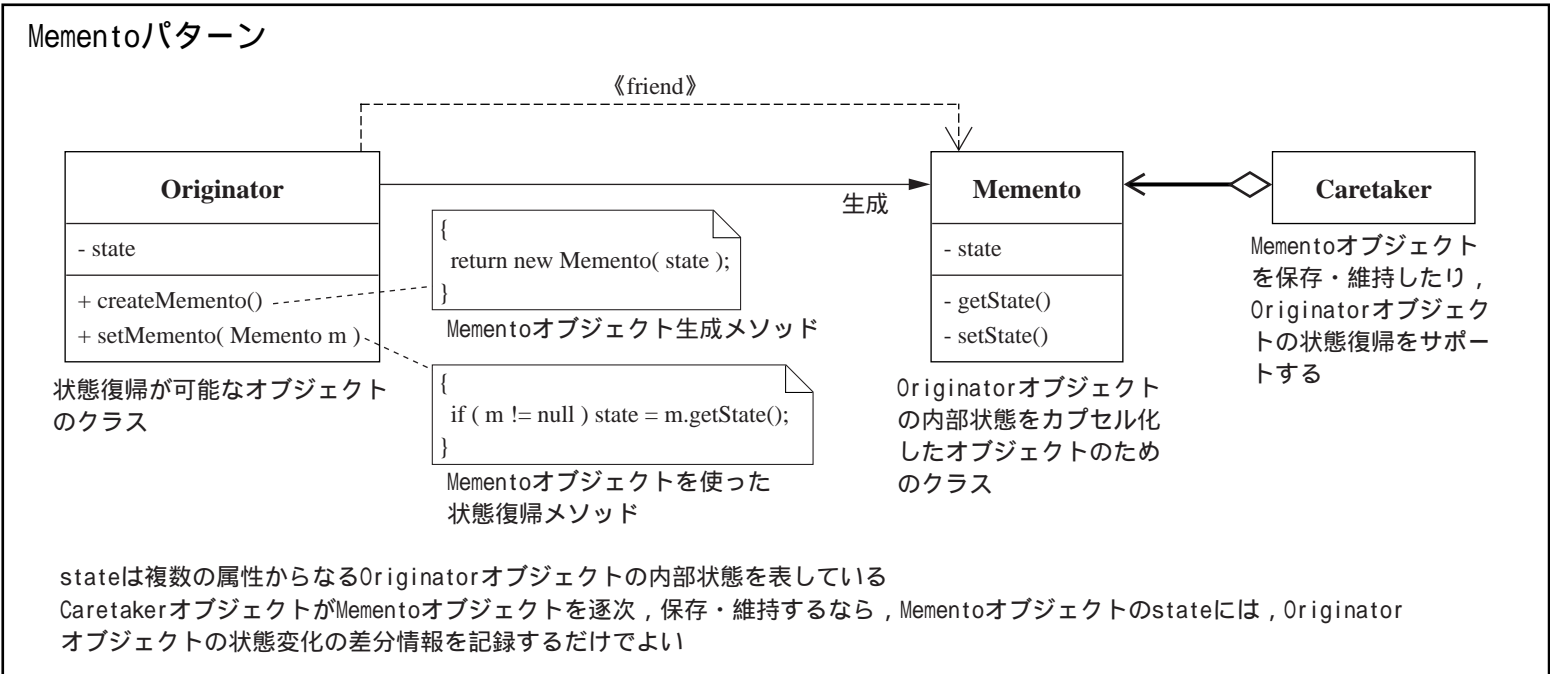 Mementoパターン
《friend》
Originator
- state
+ createMemento()
+ setMemento( Memento m )
状態復帰が可能なオブジェクト
のクラス
{
return new Memento( state );
}
Mementoオブジェクト生成メソッド
{
if ( m != null ) state = m.getState();
}
Mementoオブジェクトを使った
状態復帰メソッド
生成
Memento
- state
- getState()
- setState()
Originatorオブジェクト
の内部状態をカプセル化
したオブジェクトのため
のクラス
Caretaker
Mementoオブジェクト
を保存・維持したり，
Originatorオブジェク
トの状態復帰をサポー
トする
stateは複数の属性からなるOriginatorオブジェクトの内部状態を表している
CaretakerオブジェクトがMementoオブジェクトを逐次，保存・維持するなら，Mementoオブジェクトのstateには，Originator
オブジェクトの状態変化の差分情報を記録するだけでよい